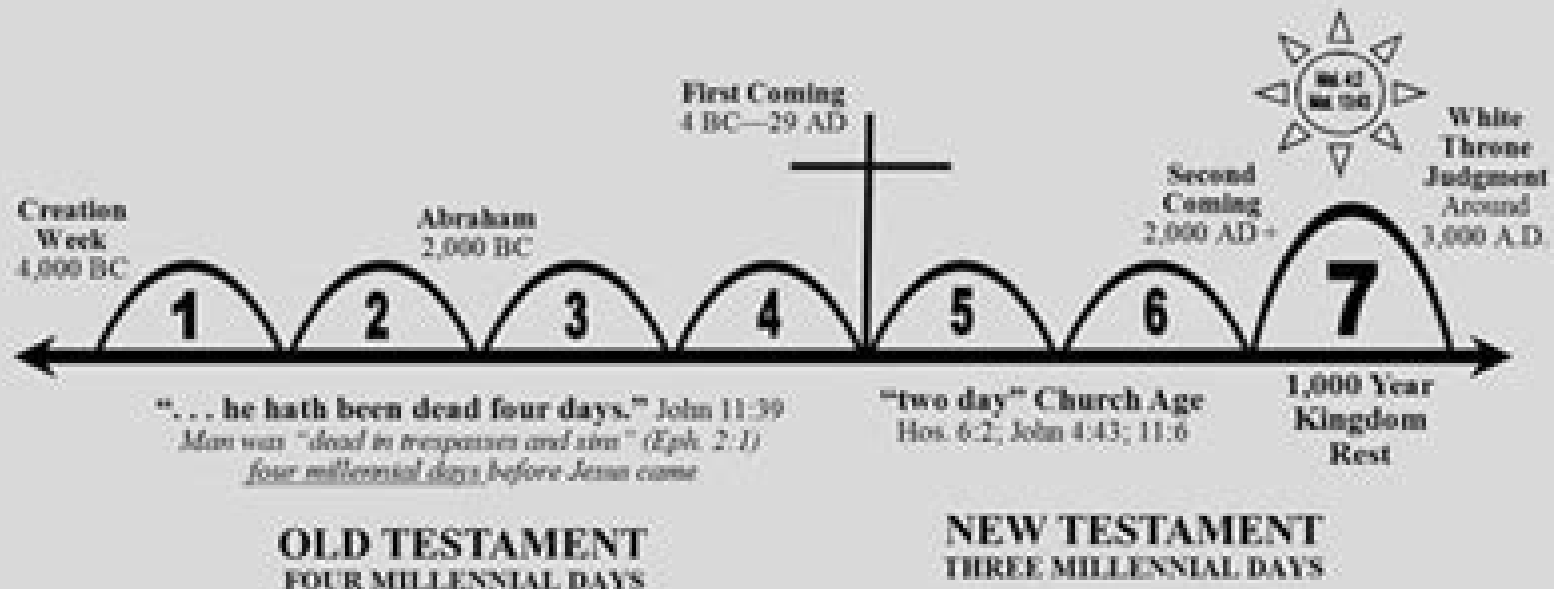 First Coming
4 BC—29 AD
Creation
Week
4,000 BC
Abraham
2,000 BC
Second
Coming
2,000 AD+
White
Throne
Judgment
Around
3,000 A.D.
1
2
3
4
5
6
7
“. . . he hath been dead four days.” John 11:39
Man was “dead in trespasses and sins” (Eph. 2:1)
four millennial days before Jesus came
“two day” Church Age
Hos. 6:2; John 4:43; 11:6
1,000 Year
Kingdom
Rest
OLD TESTAMENT
FOUR MILLENNIAL DAYS
NEW TESTAMENT
THREE MILLENNIAL DAYS